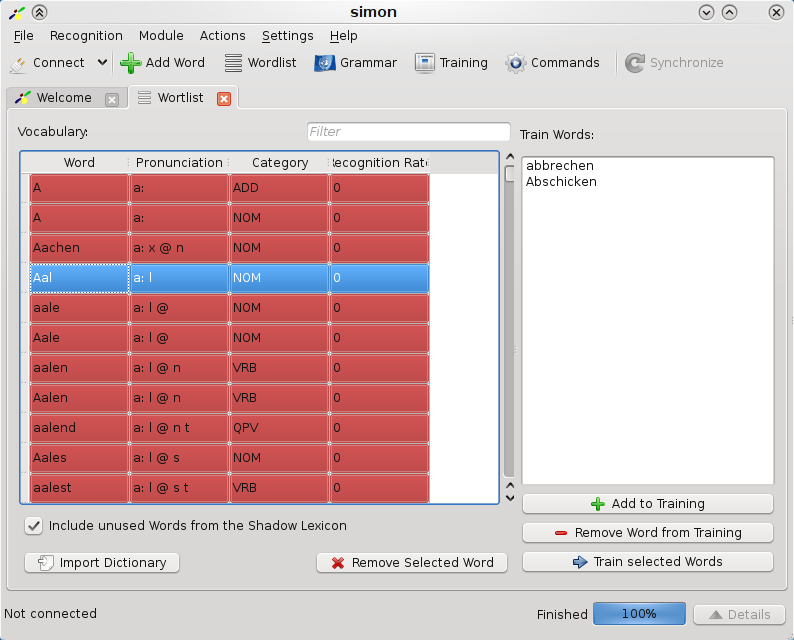 simon
File Recognition Module Actions Settings Help
Connect Add Word Wordlist Grammar Training Commands Synchronize
Welcome Wortlist
Vocabulary: Filter Train Words:
Word Pronunciation Category Recognition Rate
A a: ADD 0
A a: NOM 0
Aachen a: x @ n NOM 0
Aal a: l NOM 0
aale a: l @ NOM 0
Aale a: l @ NOM 0
aalen a: l @ n VRB 0
Aalen a: l @ n VRB 0
aalend a: l @ n t QPV 0
Aales a: l @ s NOM 0
aalest a: l @ s t VRB 0
abbrechen
Abschicken
Include unused Words from the Shadow Lexicon
Import Dictionary Remove Selected Word
Add to Training
Remove Word from Training
Train selected Words
Not connected Finished 100% Details